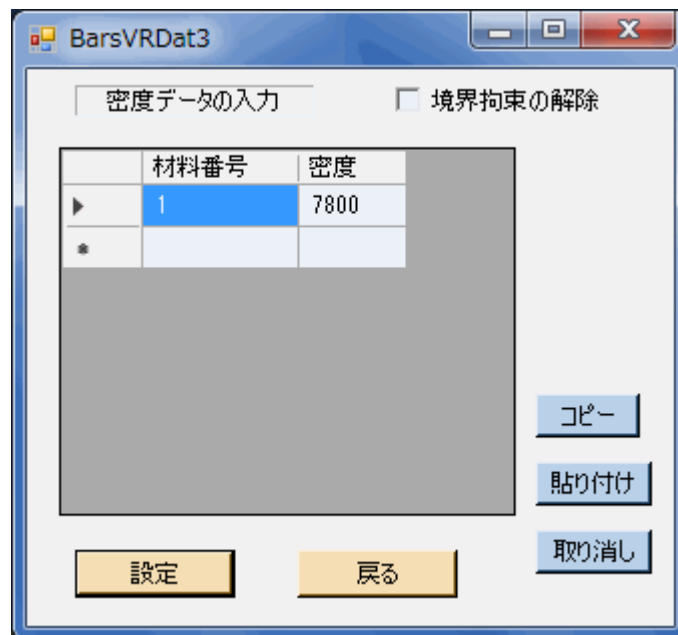 BarsVRDat3
密度データの入力 境界拘束の解除
材料番号 密度
1 7800
コピー
貼り付け
取り消し
設定 戻る